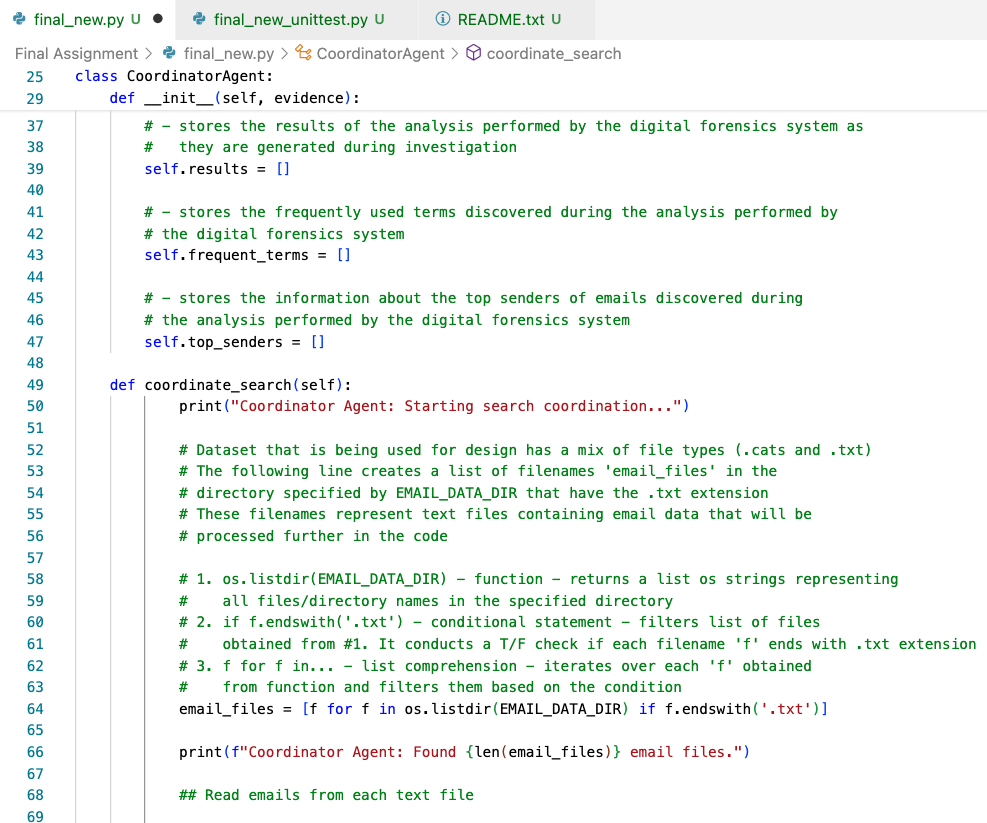 final_new.py U ●
final_new_unittest.py U
README.txt U
Final Assignment > final_new.py > CoordinatorAgent > coordinate_search
25 class CoordinatorAgent:
29     def __init__(self, evidence):
37         # – stores the results of the analysis performed by the digital forensics system as
38         #   they are generated during investigation
39         self.results = []
40
41         # – stores the frequently used terms discovered during the analysis performed by
42         # the digital forensics system
43         self.frequent_terms = []
44
45         # – stores the information about the top senders of emails discovered during
46         # the analysis performed by the digital forensics system
47         self.top_senders = []
48
49     def coordinate_search(self):
50             print("Coordinator Agent: Starting search coordination...")
51
52             # Dataset that is being used for design has a mix of file types (.cats and .txt)
53             # The following line creates a list of filenames 'email_files' in the
54             # directory specified by EMAIL_DATA_DIR that have the .txt extension
55             # These filenames represent text files containing email data that will be
56             # processed further in the code
57
58             # 1. os.listdir(EMAIL_DATA_DIR) – function – returns a list os strings representing
59             #    all files/directory names in the specified directory
60             # 2. if f.endswith('.txt') – conditional statement – filters list of files
61             #    obtained from #1. It conducts a T/F check if each filename 'f' ends with .txt extension
62             # 3. f for f in... – list comprehension – iterates over each 'f' obtained
63             #    from function and filters them based on the condition
64             email_files = [f for f in os.listdir(EMAIL_DATA_DIR) if f.endswith('.txt')]
65
66             print(f"Coordinator Agent: Found {len(email_files)} email files.")
67
68             ## Read emails from each text file
69